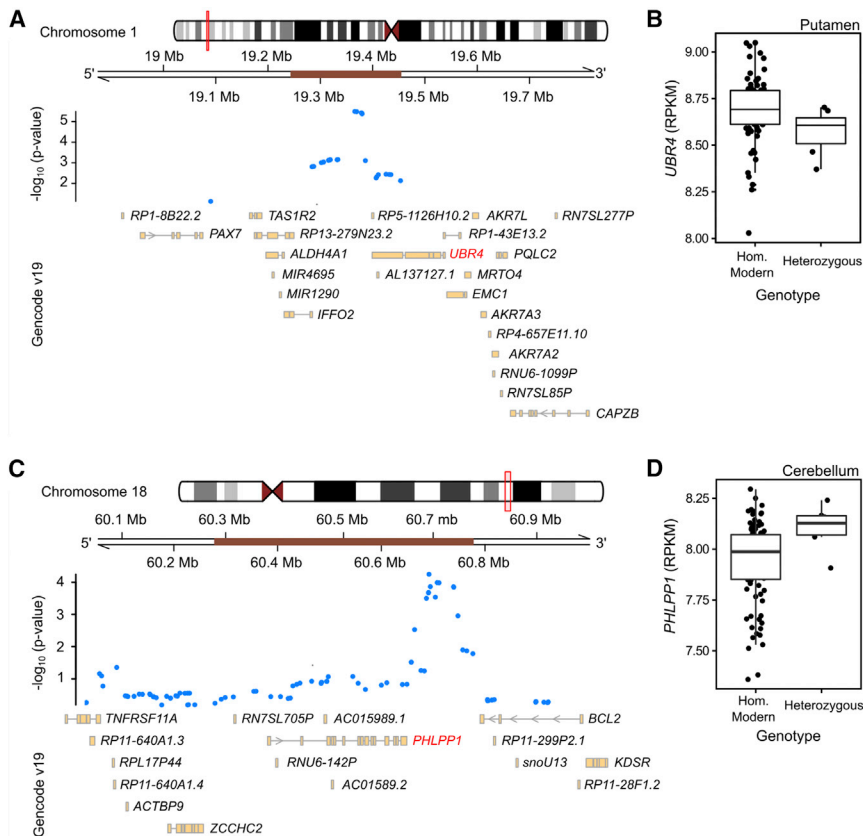 A
Chromosome 1
19 Mb 19.2 Mb 19.4 Mb 19.6 Mb
5' 3'
19.1 Mb 19.3 Mb 19.5 Mb 19.7 Mb
-log10 (p-value)
5
4
3
2
RP1-8B22.2 TAS1R2 RP5-1126H10.2 AKR7L RN7SL277P
PAX7 RP13-279N23.2 RP1-43E13.2
ALDH4A1 UBR4 PQLC2
MIR4695 AL137127.1 MRTO4
MIR1290 EMC1
IFFO2 AKR7A3
RP4-657E11.10
AKR7A2
RNU6-1099P
RN7SL85P
CAPZB
Gencode v19
B
Putamen
UBR4 (RPKM)
9.00
8.75
8.50
8.25
8.00
Hom. Modern Heterozygous
Genotype
C
Chromosome 18
60.1 Mb 60.3 Mb 60.5 Mb 60.7 mb 60.9 Mb
5' 3'
60.2 Mb 60.4 Mb 60.6 Mb 60.8 Mb
-log10 (p-value)
4
3
2
1
TNFRSF11A RN7SL705P AC015989.1 BCL2
RP11-640A1.3 PHLPP1 RP11-299P2.1
RPL17P44 RNU6-142P snoU13 KDSR
RP11-640A1.4 AC01589.2 RP11-28F1.2
ACTBP9
ZCCHC2
Gencode v19
D
Cerebellum
PHLPP1 (RPKM)
8.25
8.00
7.75
7.50
Hom. Modern Heterozygous
Genotype